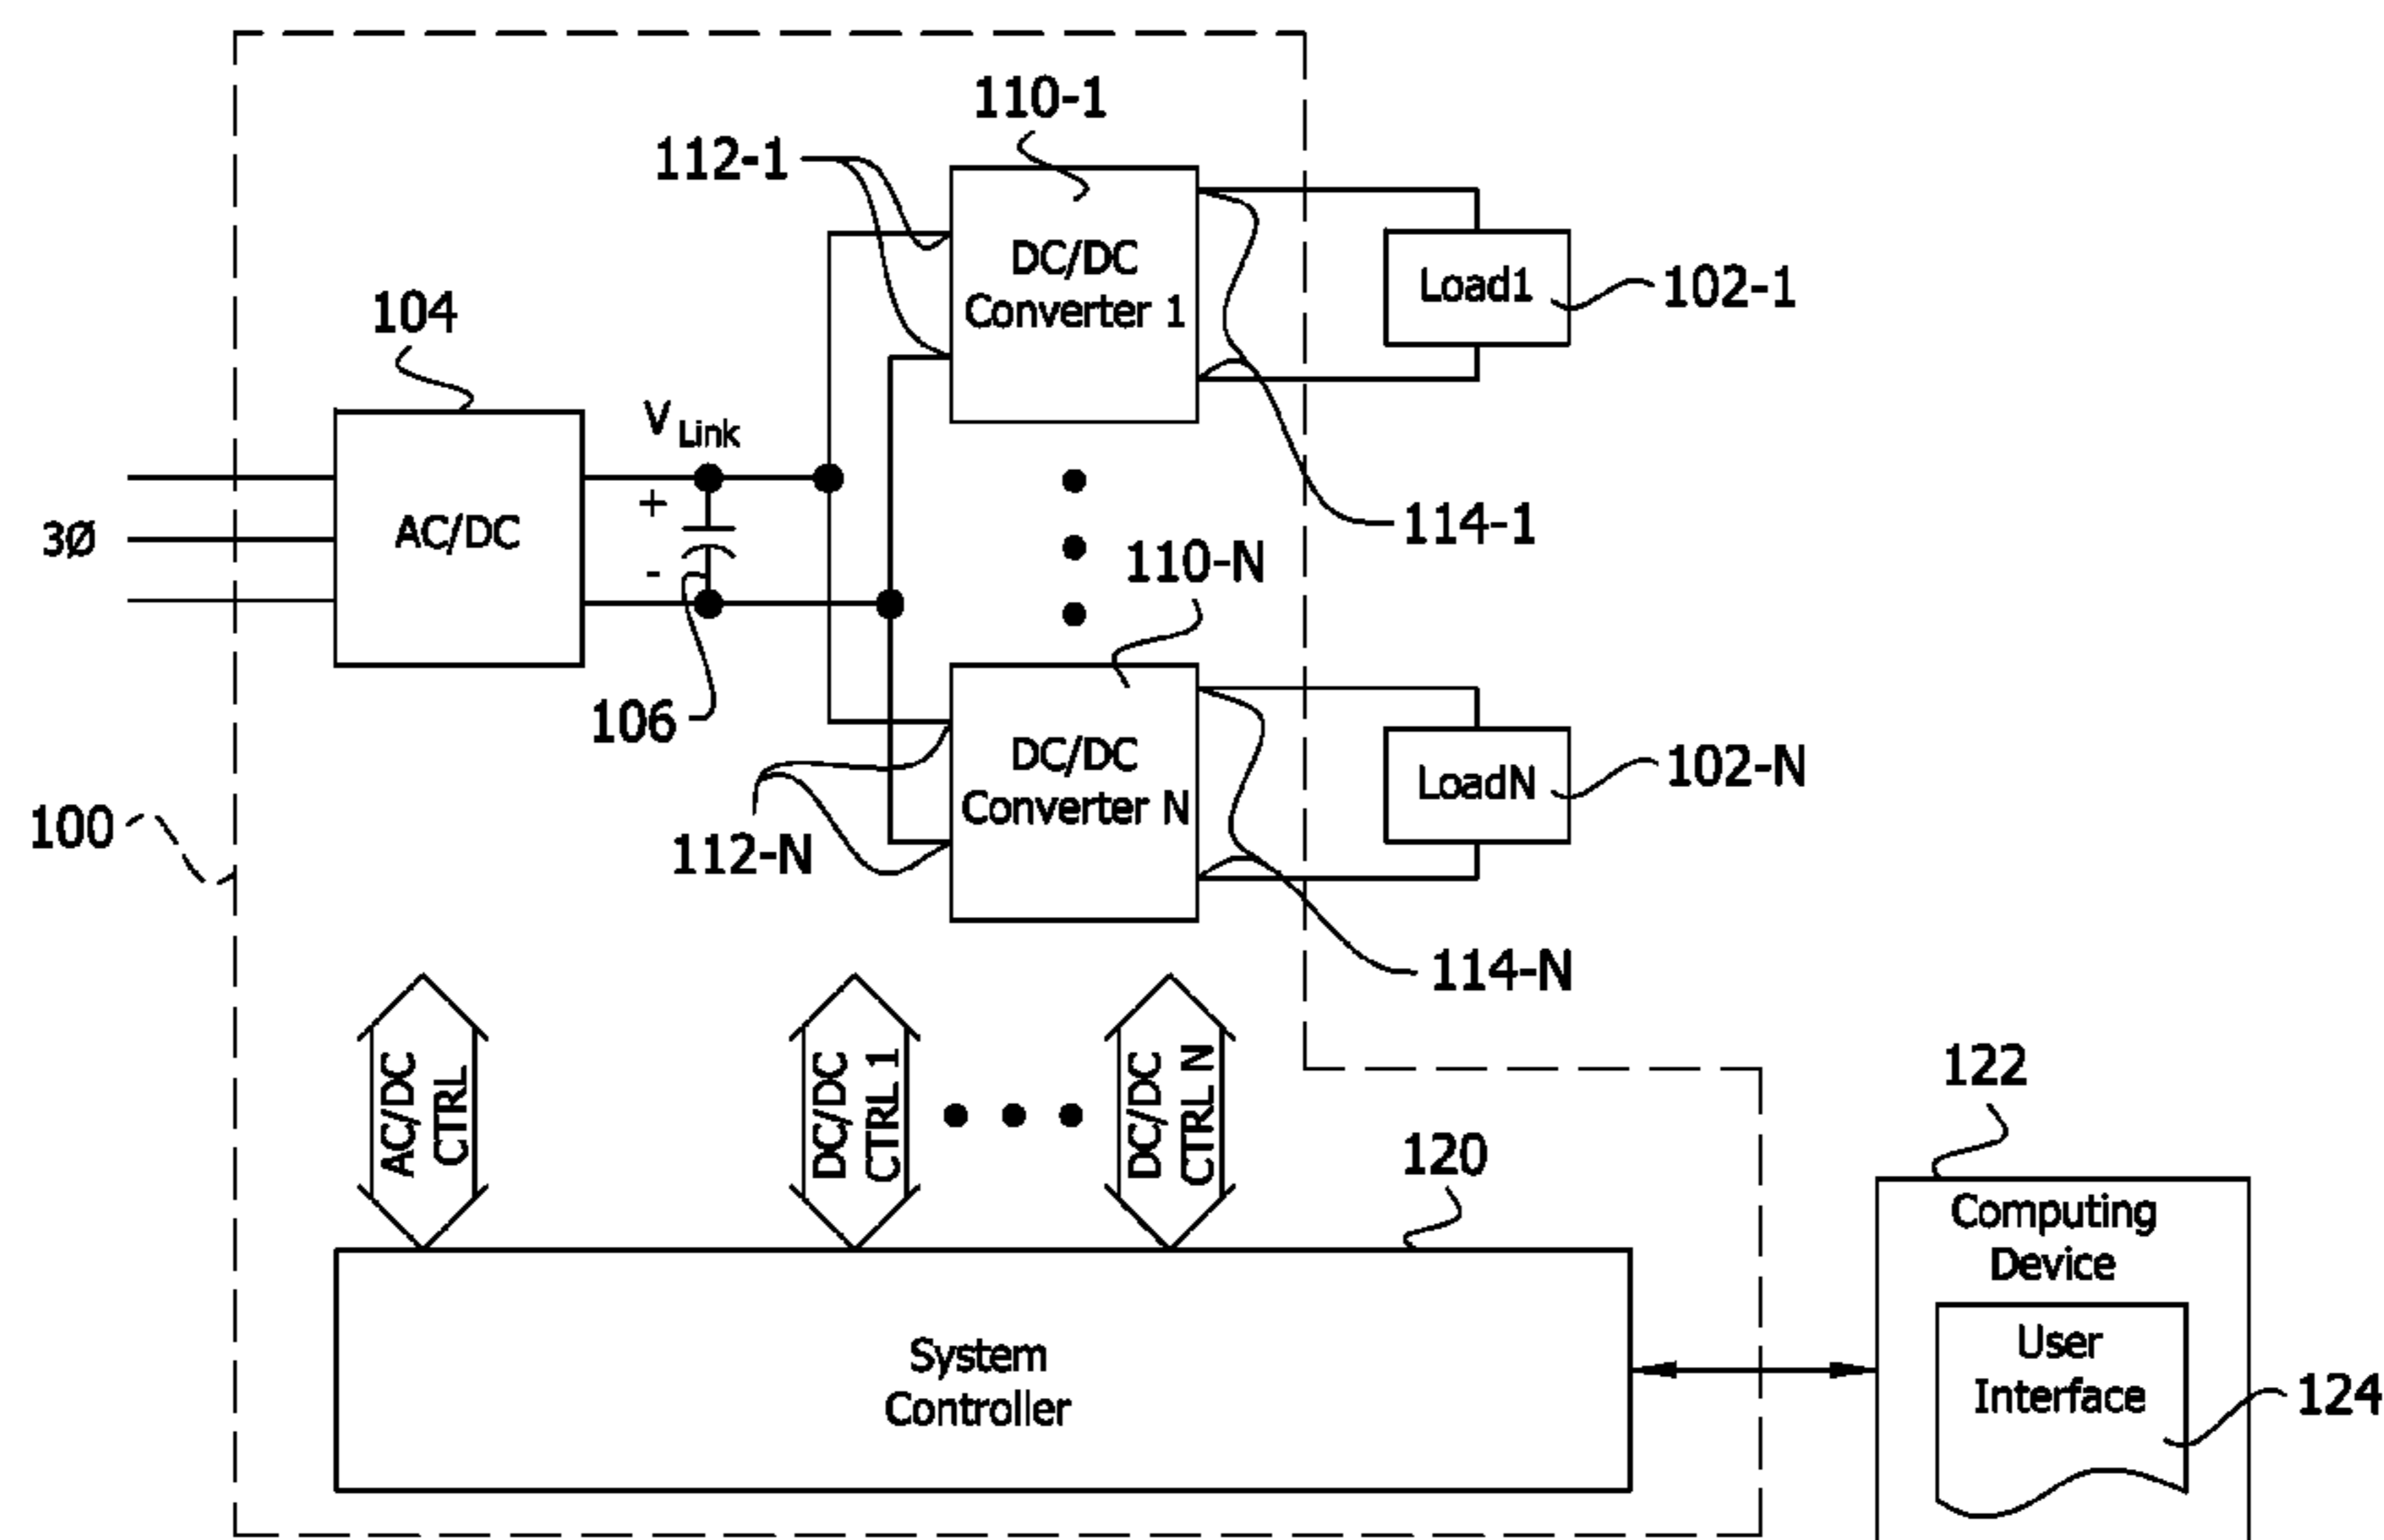 110-1
112-1
DC/DC
Converter 1
Load1
102-1
104
V Link
+
-
3Ø
AC/DC
114-1
110-N
106
DC/DC
Converter N
LoadN
102-N
100
112-N
114-N
AC/DC
CTRL
DC/DC
CTRL 1
DC/DC
CTRL N
122
120
Computing
Device
User
Interface
124
System
Controller